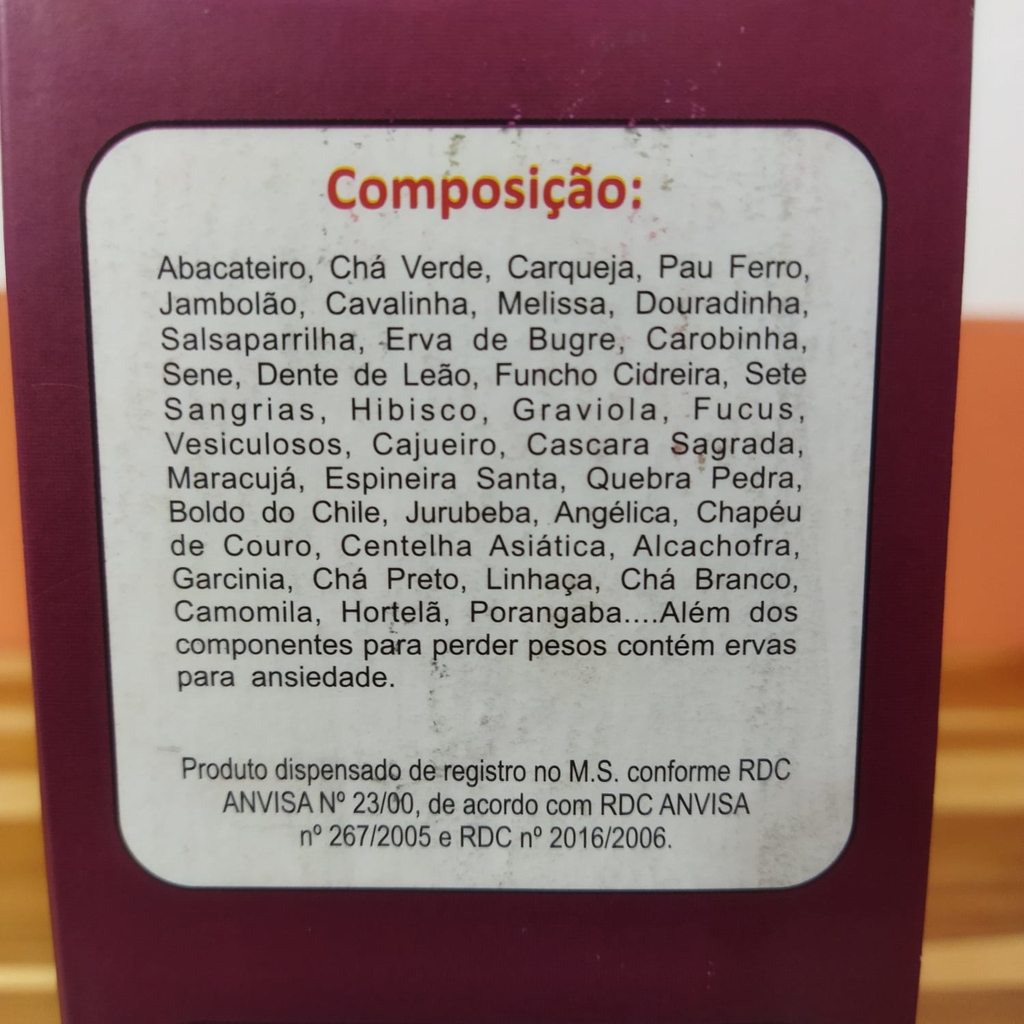 Composição:
Abacateiro, Chá Verde, Carqueja, Pau Ferro,
Jambolão, Cavalinha, Melissa, Douradinha,
Salsaparrilha, Erva de Bugre, Carobinha,
Sene, Dente de Leão, Funcho Cidreira, Sete
Sangrias, Hibisco, Graviola, Fucus,
Vesiculosos, Cajueiro, Cascara Sagrada,
Maracujá, Espineira Santa, Quebra Pedra,
Boldo do Chile, Jurubeba, Angélica, Chapéu
de Couro, Centelha Asiática, Alcachofra,
Garcinia, Chá Preto, Linhaça, Chá Branco,
Camomila, Hortelã, Porangaba....Além dos
componentes para perder pesos contém ervas
para ansiedade.
Produto dispensado de registro no M.S. conforme RDC
ANVISA Nº 23/00, de acordo com RDC ANVISA
nº 267/2005 e RDC nº 2016/2006.